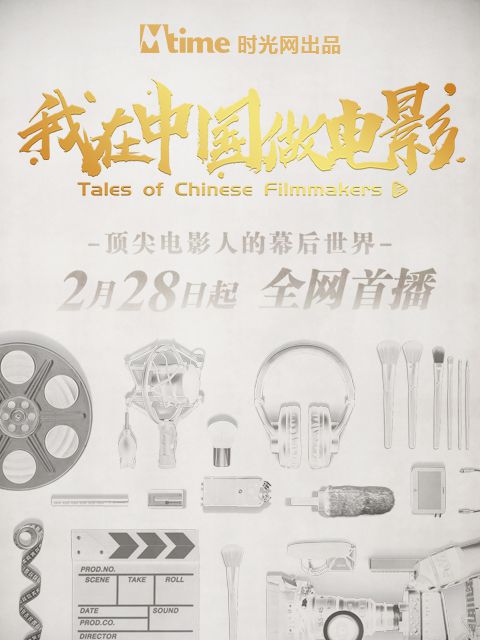 Mtime 时光网出品
我在中国做电影
Tales of Chinese Filmmakers
-顶尖电影人的幕后世界-
2月28日起 全网首播
PROD.NO.
SCENE TAKE ROLL
DATE SOUND
PROD.CO.
DIRECTOR